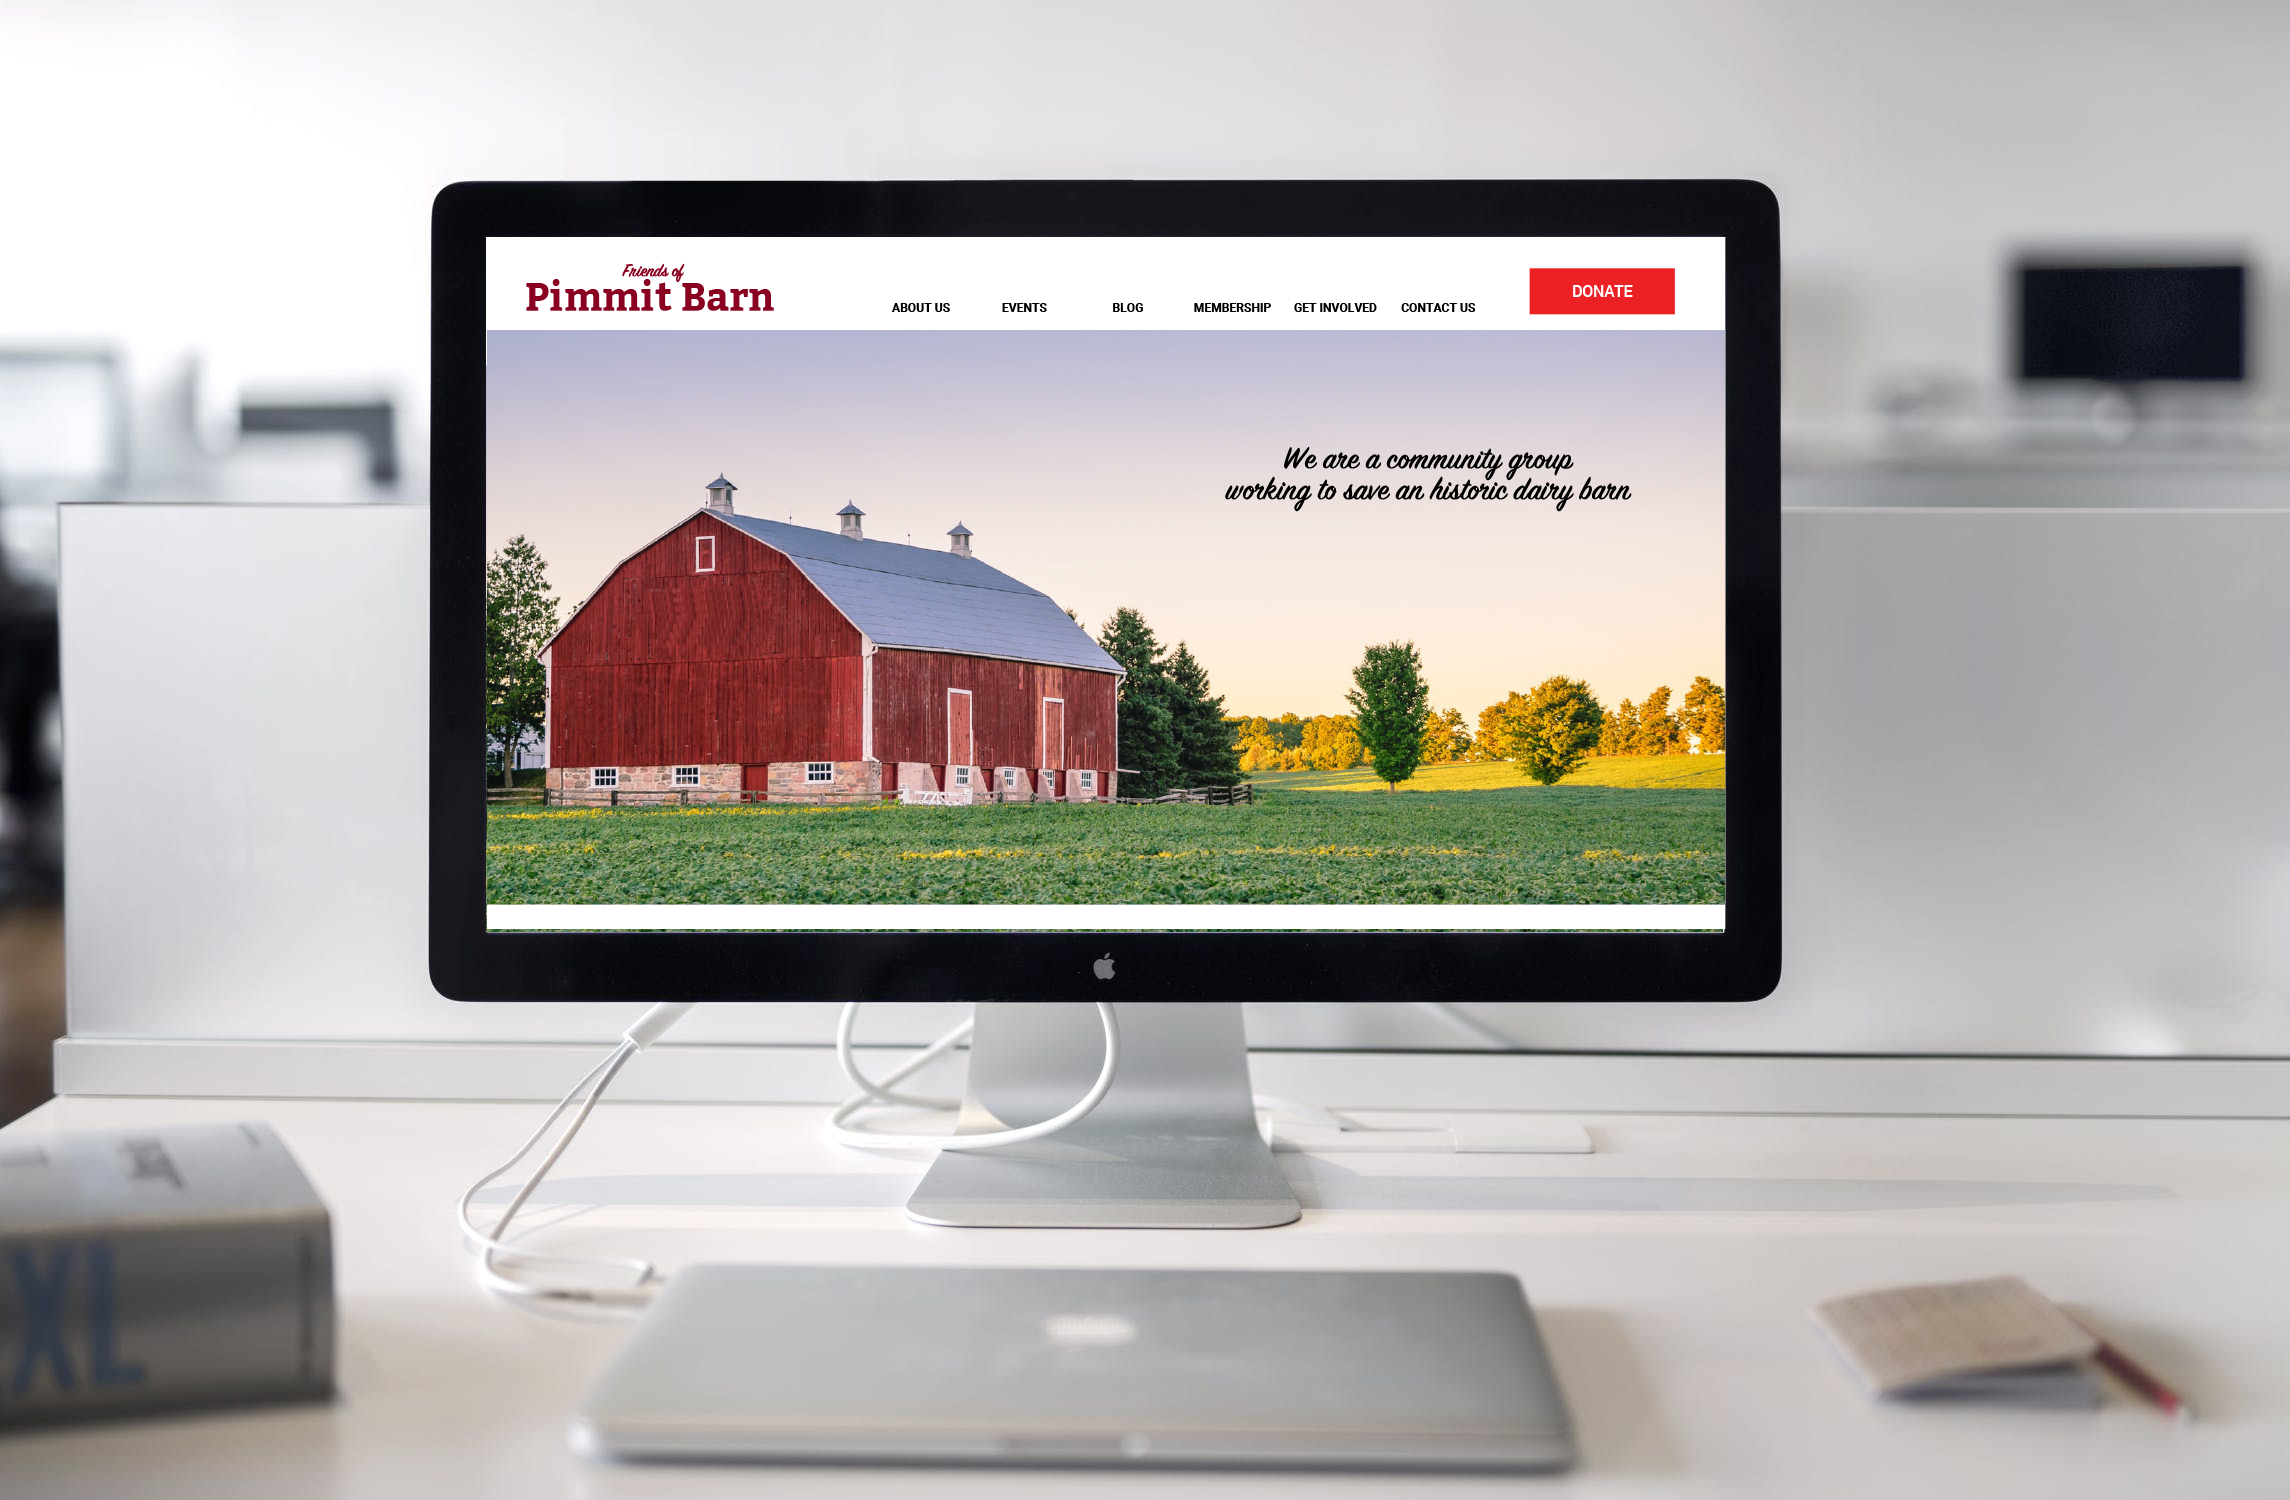 Friends of
Pimmit Barn
ABOUT US EVENTS BLOG MEMBERSHIP GET INVOLVED CONTACT US
DONATE
We are a community group
working to save an historic dairy barn
XL